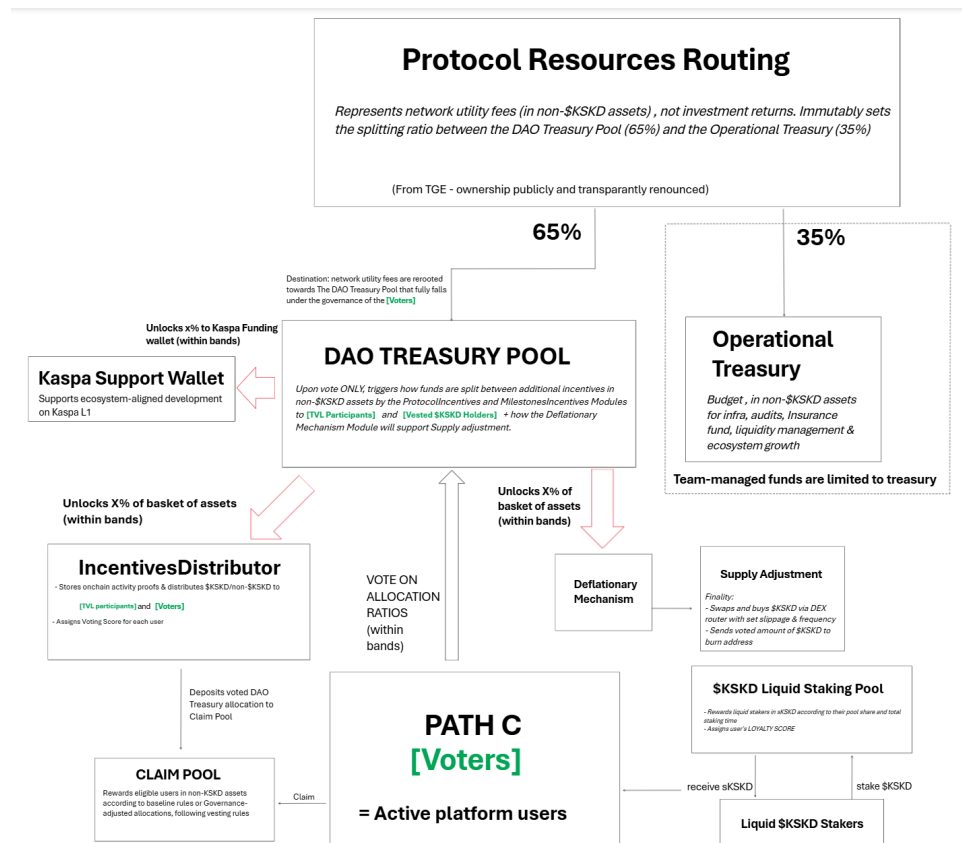 Protocol Resources Routing
Represents network utility fees (in non-$KSKD assets) , not investment returns. Immutably sets
the splitting ratio between the DAO Treasury Pool (65%) and the Operational Treasury (35%)
(From TGE - ownership publicly and transparantly renounced)
65%
35%
Destination: network utility fees are rerooted
towards The DAO Treasury Pool that fully falls
under the governance of the [Voters]
Unlocks x% to Kaspa Funding
wallet (within bands)
Kaspa Support Wallet
Supports ecosystem-aligned development
on Kaspa L1
DAO TREASURY POOL
Upon vote ONLY, triggers how funds are split between additional incentives in
non-$KSKD assets by the ProtocolIncentives and MilestonesIncentives Modules
to [TVL Participants] and [Vested $KSKD Holders] + how the Deflationary
Mechanism Module will support Supply adjustment.
Operational
Treasury
Budget , in non-$KSKD assets
for infra, audits, Insurance
fund, liquidity management &
ecosystem growth
Team-managed funds are limited to treasury
Unlocks X% of basket of assets
(within bands)
Unlocks X% of
basket of assets
(within bands)
IncentivesDistributor
- Stores onchain activity proofs & distributes $KSKD/non-$KSKD to
[TVL participants] and [Voters]
- Assigns Voting Score for each user
VOTE ON
ALLOCATION
RATIOS
(within
bands)
Deflationary
Mechanism
Supply Adjustment
Finality:
- Swaps and buys $KSKD via DEX
router with set slippage & frequency
- Sends voted amount of $KSKD to
burn address
Deposits voted DAO
Treasury allocation to
Claim Pool
$KSKD Liquid Staking Pool
- Rewards liquid stakers in sKSKD according to their pool share and total
staking time
- Assigns user's LOYALTY SCORE
PATH C
[Voters]
= Active platform users
CLAIM POOL
Rewards eligible users in non-KSKD assets
according to baseline rules or Governance-
adjusted allocations, following vesting rules
Claim
receive sKSKD
stake $KSKD
Liquid $KSKD Stakers